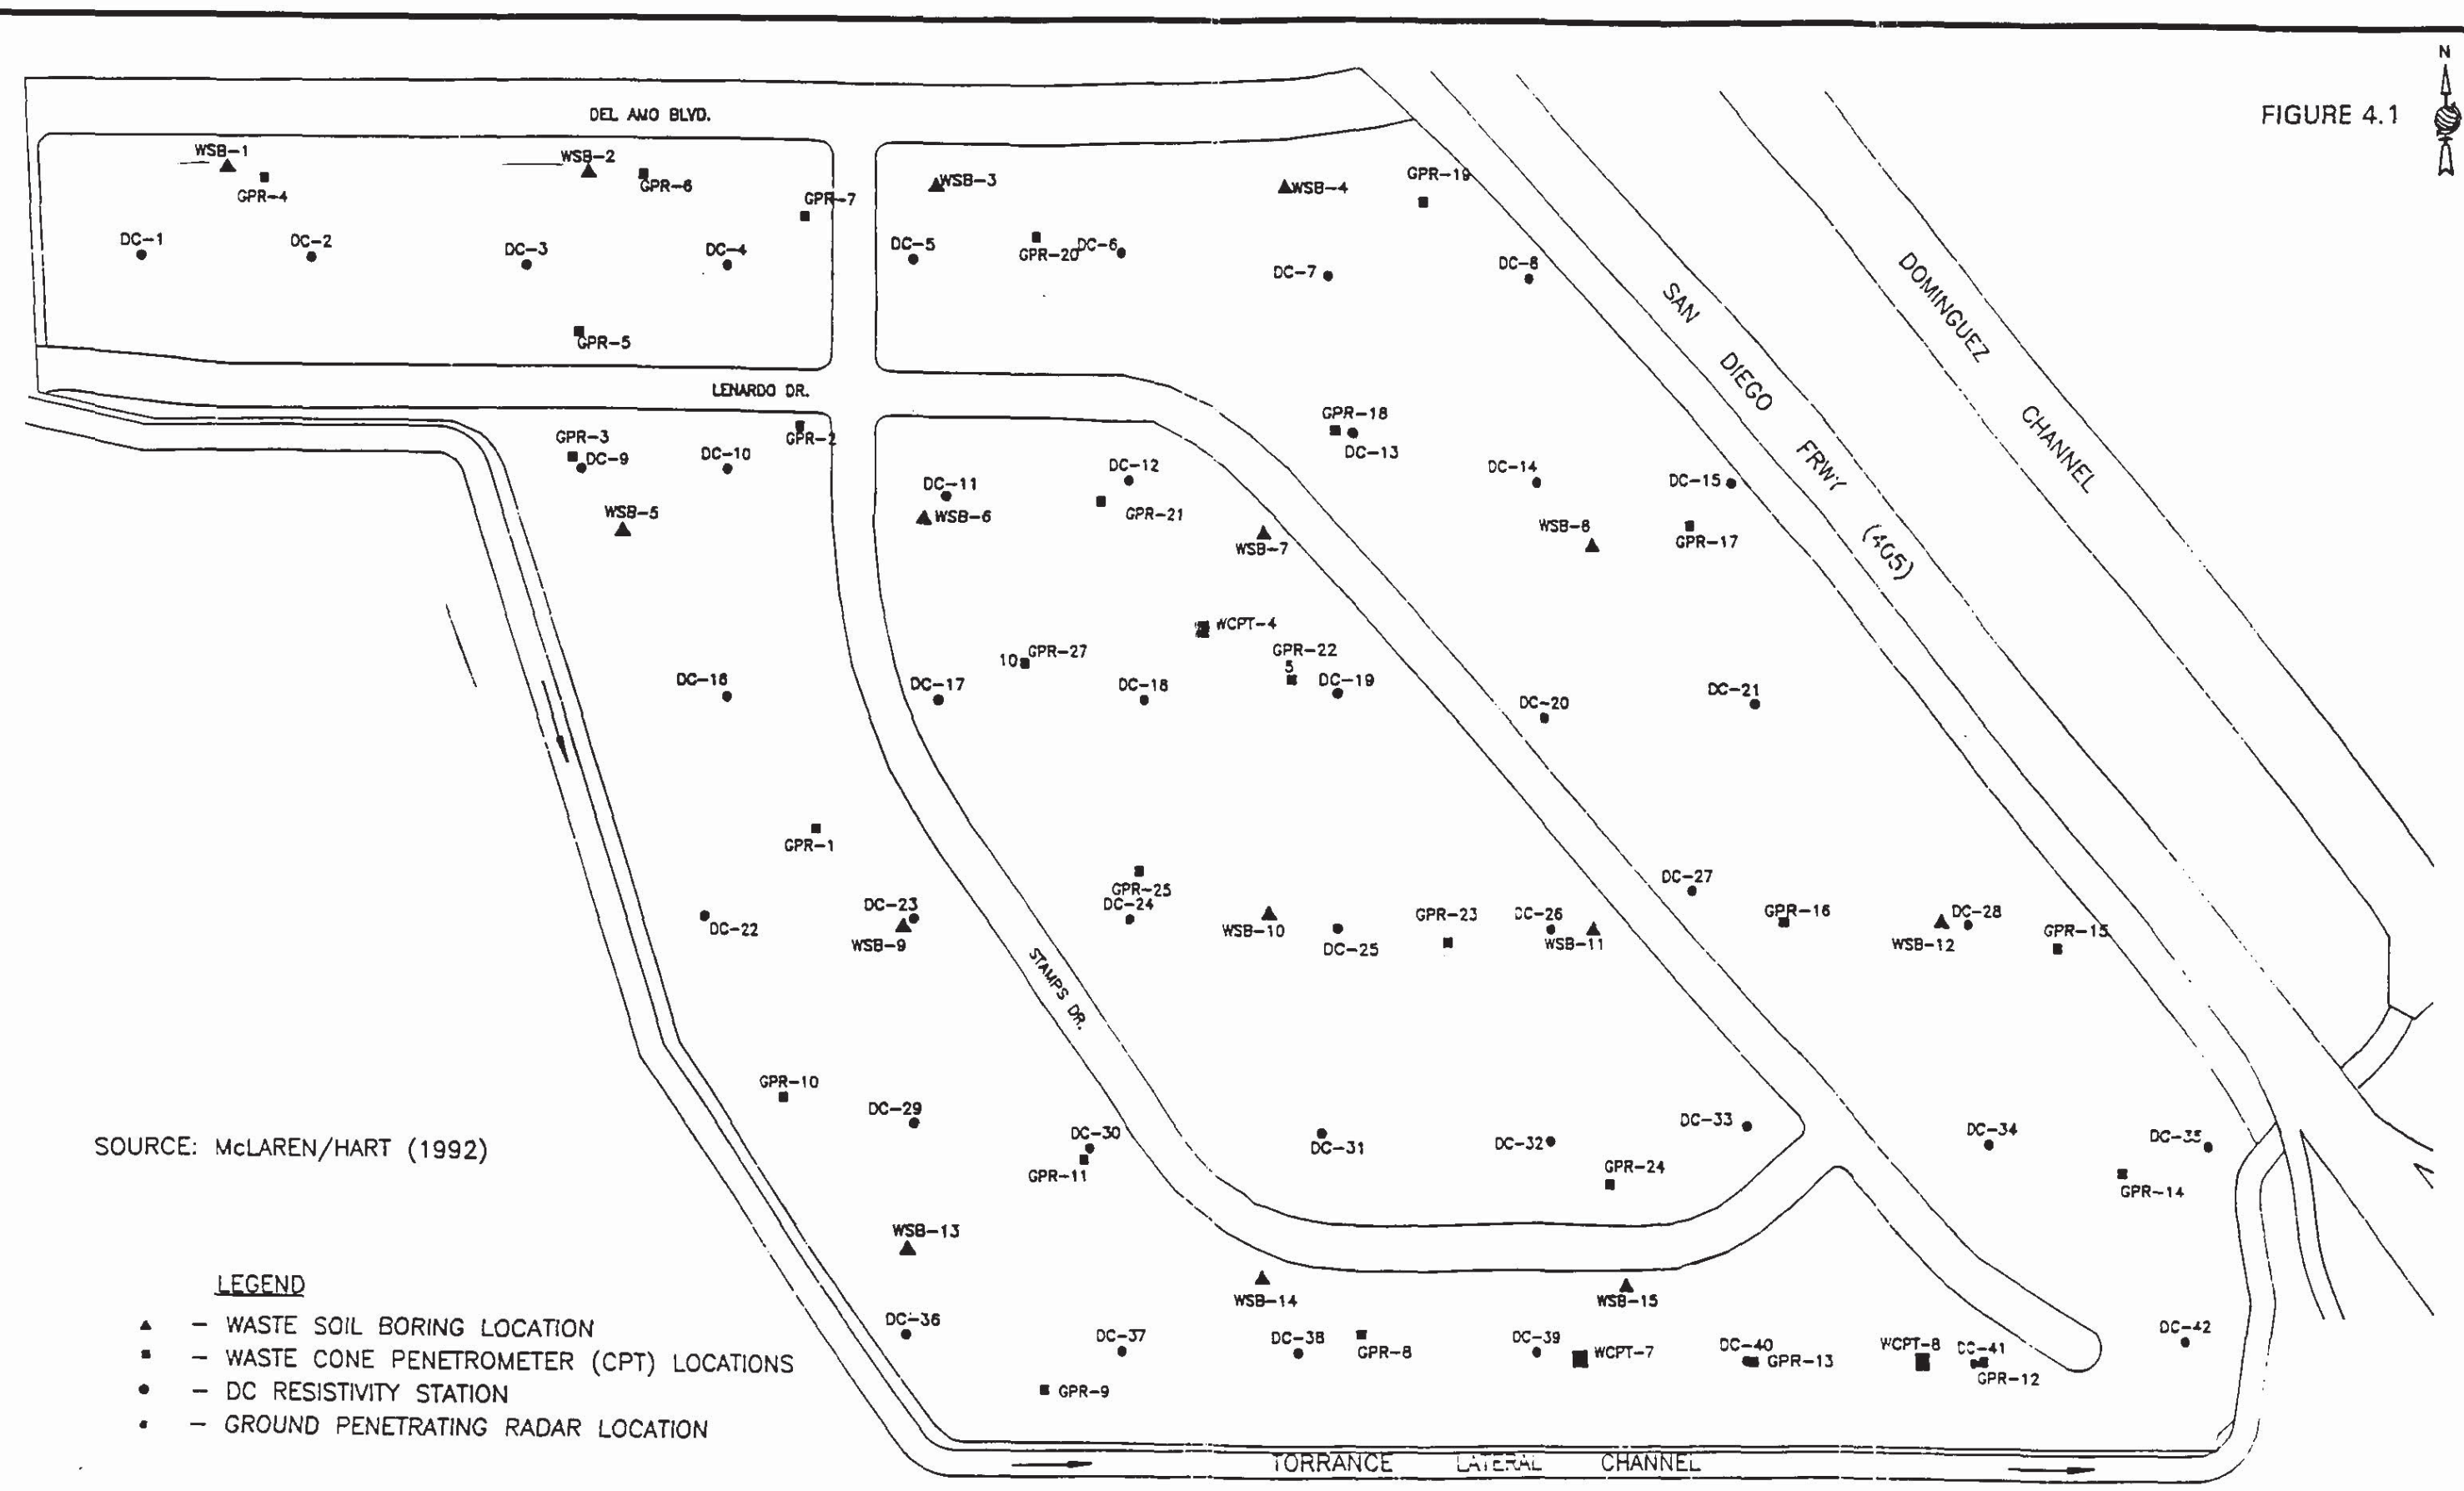 N
FIGURE 4.1
DEL AMO BLVD.
WSB-1
WSB-2
GPR-4
GPR-6
GPR-7
WSB-3
WSB-4
GPR-19
DC-1
DC-2
DC-3
DC-4
DC-5
GPR-20
DC-6
DC-7
DC-8
GPR-5
SAN DIEGO FRWY (405)
DOMINGUEZ CHANNEL
LENARDO DR.
GPR-3
DC-9
DC-10
GPR-2
GPR-18
DC-13
DC-11
DC-12
DC-14
DC-15
WSB-5
WSB-6
GPR-21
WSB-7
WSB-8
GPR-17
WCPT-4
10
GPR-27
GPR-22
5
DC-16
DC-17
DC-18
DC-19
DC-20
DC-21
GPR-1
GPR-25
DC-27
DC-22
DC-23
WSB-9
DC-24
WSB-10
DC-25
GPR-23
DC-26
WSB-11
GPR-16
DC-28
WSB-12
GPR-15
STAMPS DR.
GPR-10
DC-29
DC-30
GPR-11
DC-31
DC-32
DC-33
GPR-24
DC-34
DC-35
GPR-14
SOURCE: McLAREN/HART (1992)
WSB-13
WSB-14
WSB-15
DC-36
DC-37
DC-38
GPR-8
DC-39
WCPT-7
DC-40
GPR-13
WCPT-8
DC-41
GPR-12
DC-42
GPR-9
LEGEND
- WASTE SOIL BORING LOCATION
- WASTE CONE PENETROMETER (CPT) LOCATIONS
- DC RESISTIVITY STATION
- GROUND PENETRATING RADAR LOCATION
TORRANCE LATERAL CHANNEL